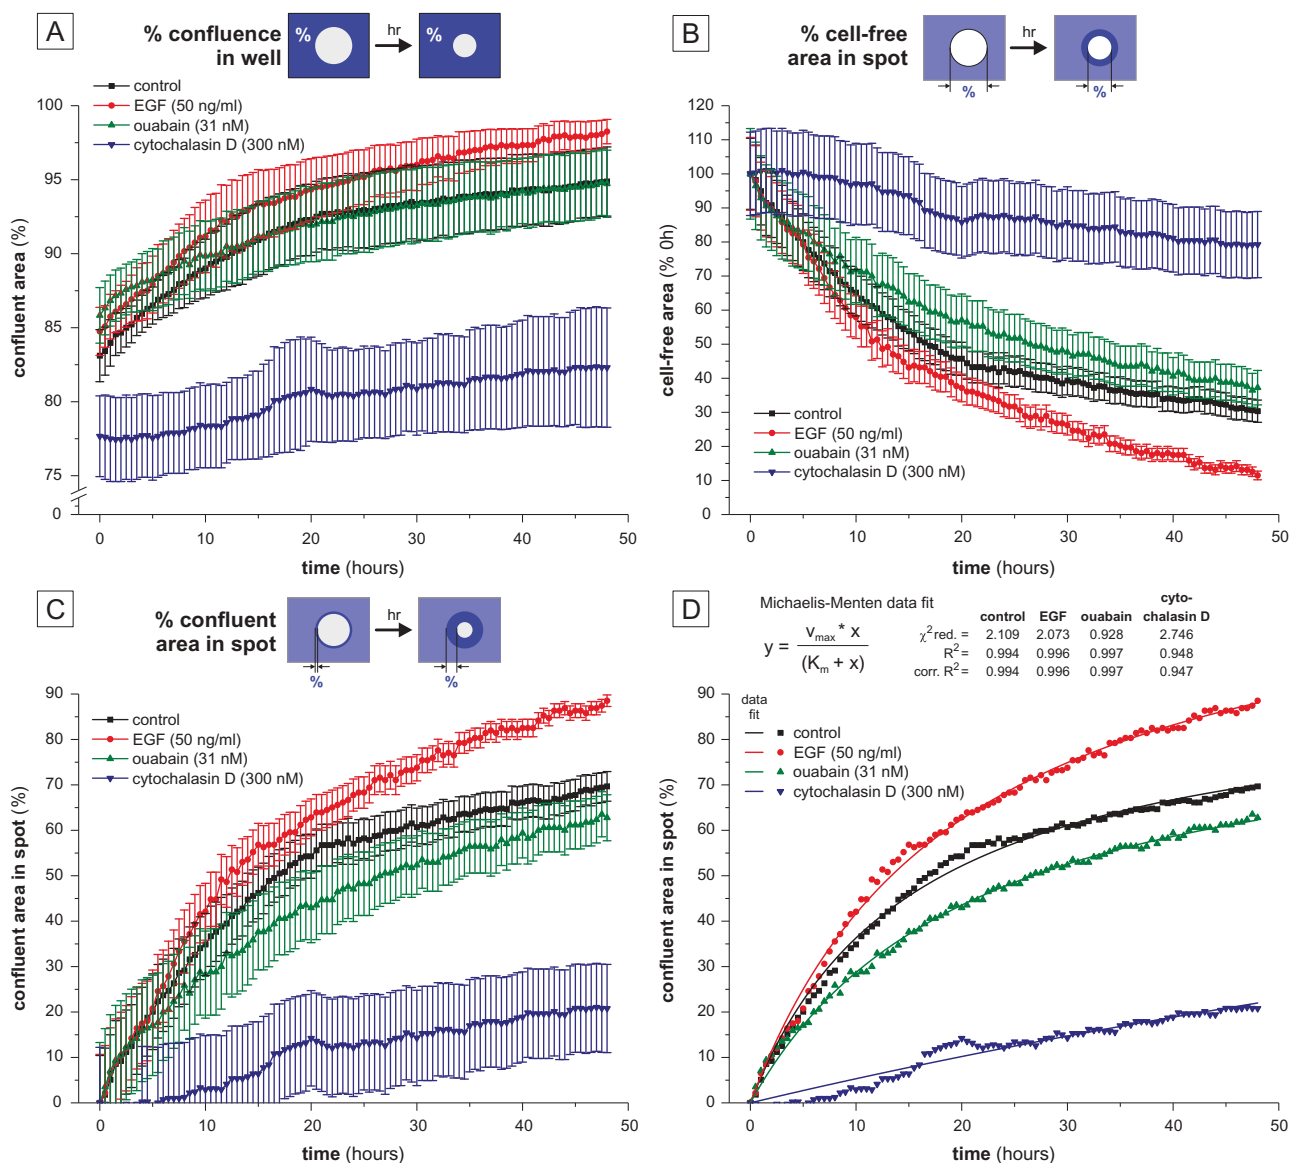 A
% confluence
in well
%
hr
%
control
EGF (50 ng/ml)
ouabain (31 nM)
cytochalasin D (300 nM)
confluent area (%)
100
95
90
85
80
75
0
0 10 20 30 40 50
time (hours)
B
% cell-free
area in spot
hr
%
%
cell-free area (% 0h)
120
110
100
90
80
70
60
50
40
30
20
10
0
control
EGF (50 ng/ml)
ouabain (31 nM)
cytochalasin D (300 nM)
0 10 20 30 40 50
time (hours)
C
% confluent
area in spot
hr
%
%
confluent area in spot (%)
90
80
70
60
50
40
30
20
10
0
control
EGF (50 ng/ml)
ouabain (31 nM)
cytochalasin D (300 nM)
0 10 20 30 40 50
time (hours)
D
Michaelis-Menten data fit
y = vmax * x / (Km + x)
cyto-
control EGF ouabain chalasin D
χ² red. = 2.109 2.073 0.928 2.746
R² = 0.994 0.996 0.997 0.948
corr. R² = 0.994 0.996 0.997 0.947
confluent area in spot (%)
90
80
70
60
50
40
30
20
10
0
data
fit
control
EGF (50 ng/ml)
ouabain (31 nM)
cytochalasin D (300 nM)
0 10 20 30 40 50
time (hours)